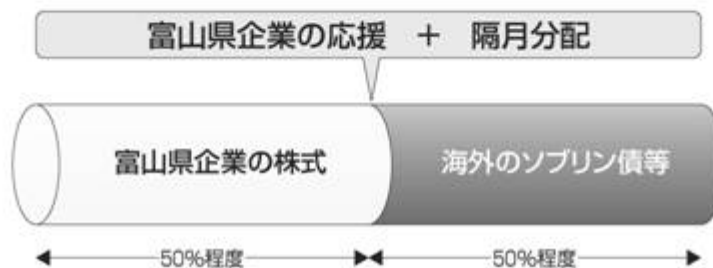 富山県企業の応援 + 隔月分配
富山県企業の株式 海外のソブリン債等
50%程度 50%程度